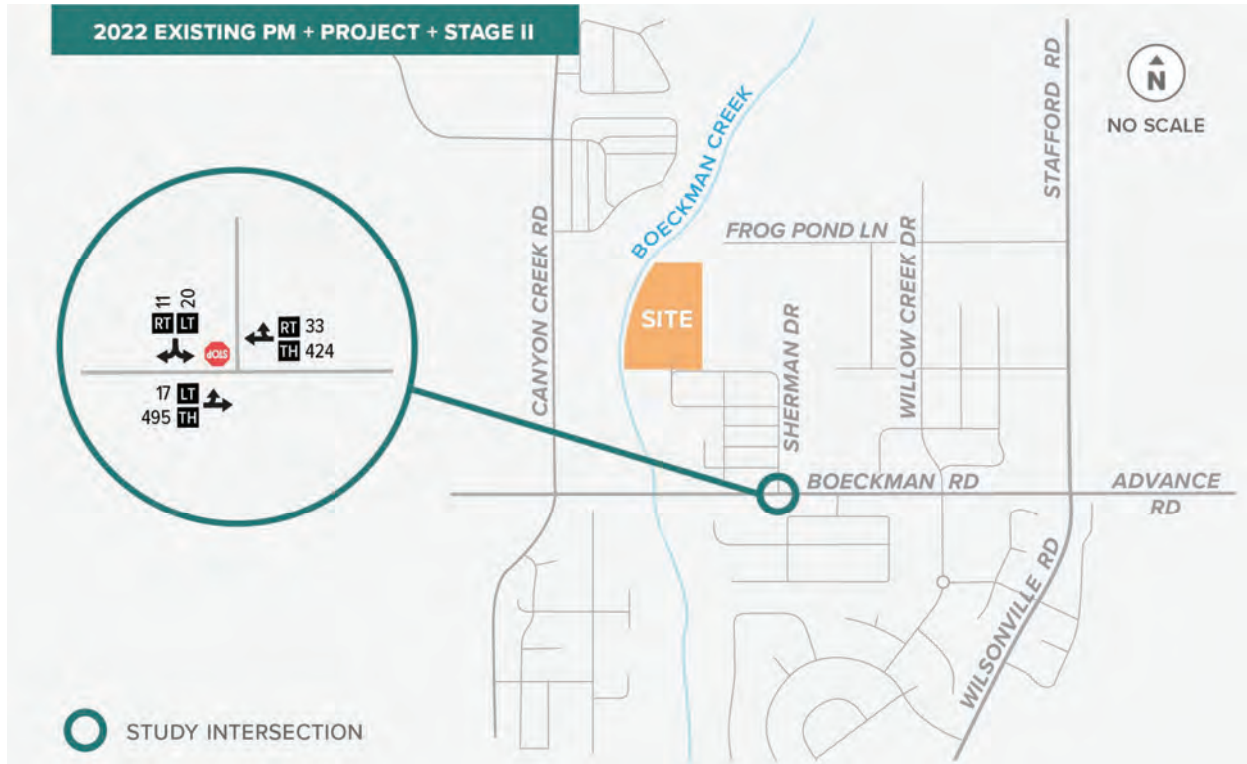 2022 EXISTING PM + PROJECT + STAGE II
N
NO SCALE
STAFFORD RD
BOECKMAN CREEK
CANYON CREEK RD
FROG POND LN
WILLOW CREEK DR
SITE
SHERMAN DR
11 20
RT LT
STOP
RT 33
TH 424
17 LT
495 TH
BOECKMAN RD
ADVANCE
RD
WILSONVILLE RD
STUDY INTERSECTION